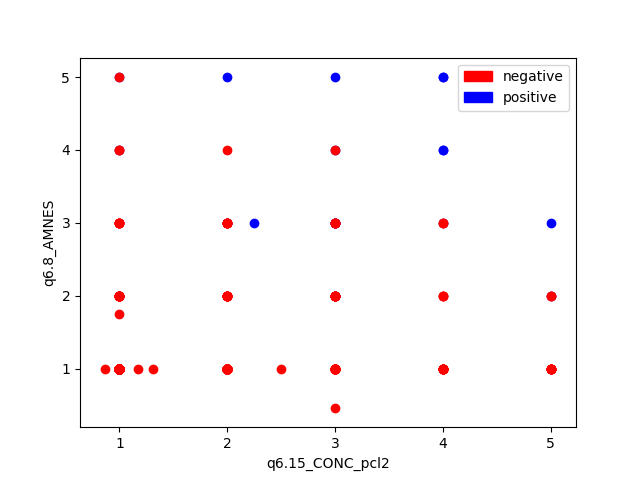 negative
positive
5
4
3
2
1
q6.8_AMNES
1 2 3 4 5
q6.15_CONC_pcl2